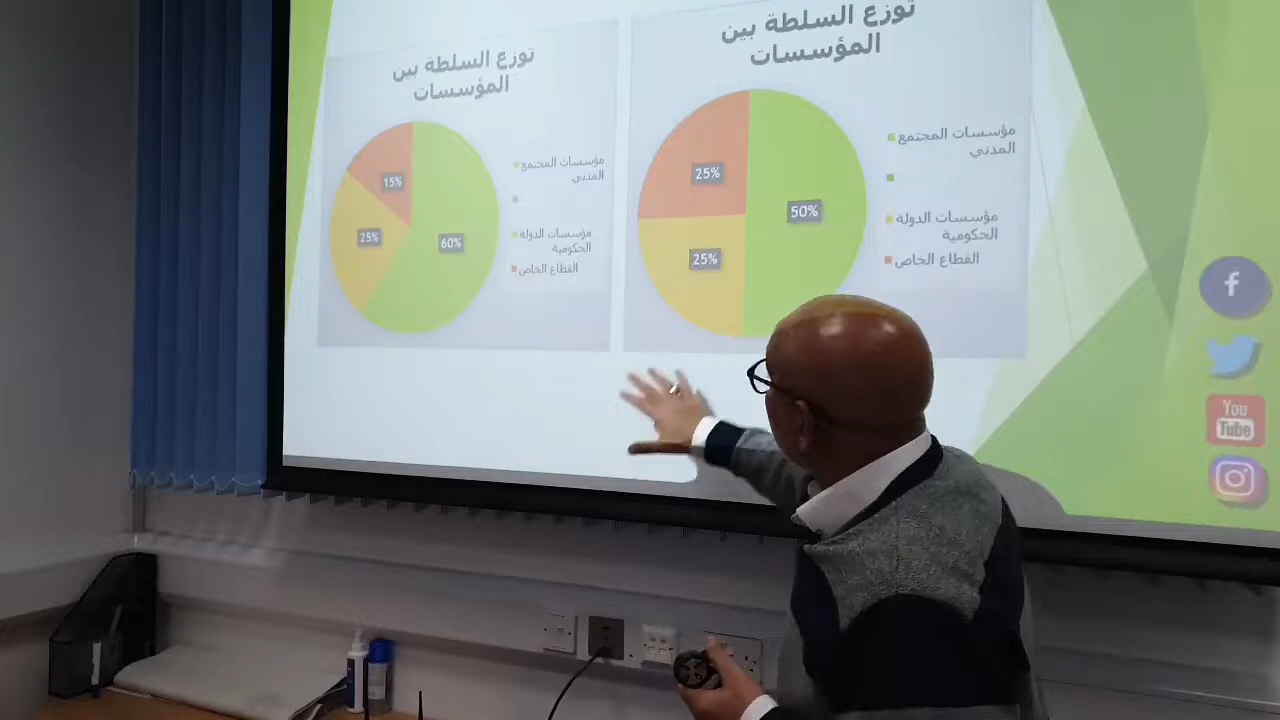 توزع السلطة بين
المؤسسات
60%
25%
15%
مؤسسات المجتمع
المدني
مؤسسات الدولة
الحكومية
القطاع الخاص
توزع السلطة بين
المؤسسات
50%
25%
25%
مؤسسات المجتمع
المدني
مؤسسات الدولة
الحكومية
القطاع الخاص
f
You
Tube